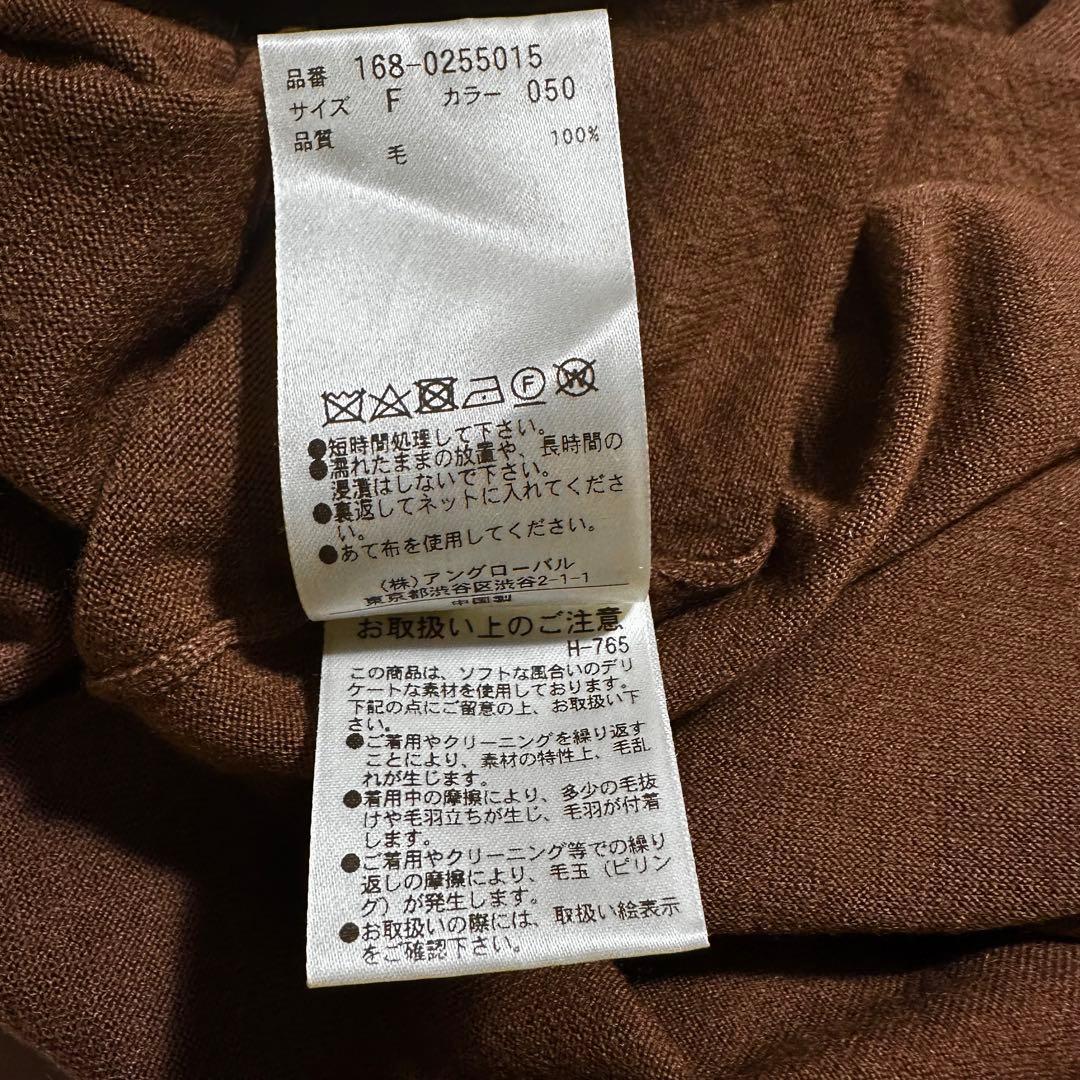 品番 168-0255015
サイズ F カラー 050
品質 毛 100%
F W
●短時間処理して下さい。
●濡れたままの放置や、長時間の
浸漬はしないで下さい。
●裏返してネットに入れてくださ
い。
●あて布を使用してください。
(株)アングローバル
東京都渋谷区渋谷2-1-1
中国製
お取扱い上のご注意
H-765
この商品は、ソフトな風合いのデリ
ケートな素材を使用しております。
下記の点にご留意の上、お取扱い下
さい。
●ご着用やクリーニングを繰り返す
ことにより、素材の特性上、毛乱
れが生じます。
●着用中の摩擦により、多少の毛抜
けや毛羽立ちが生じ、毛羽が付着
します。
●ご着用やクリーニング等での繰り
返しの摩擦により、毛玉(ピリン
グ)が発生します。
●お取扱いの際には、取扱い絵表示
をご確認下さい。